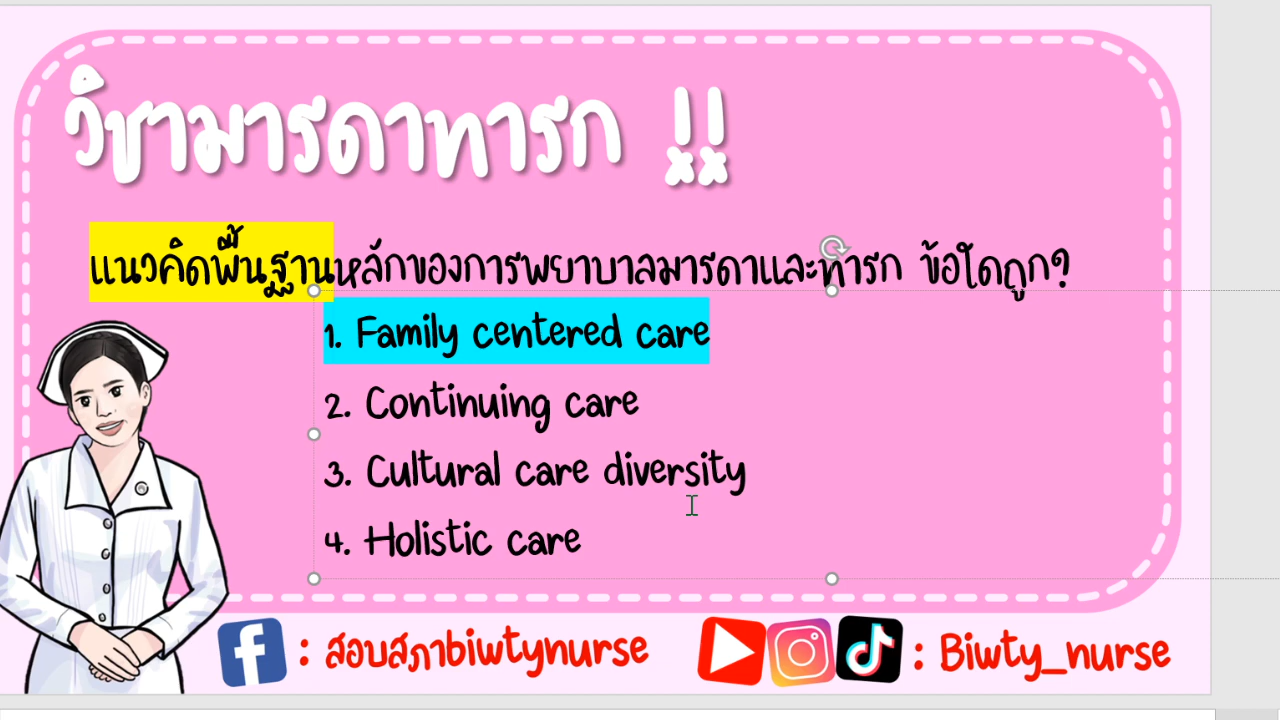 วิชามารดาทารก !!
แนวคิดพื้นฐานหลักของการพยาบาลมารดาและทารก ข้อใดถูก?
1. Family centered care
2. Continuing care
3. Cultural care diversity
4. Holistic care
: สอบสภาbiwtynurse
: Biwty_nurse